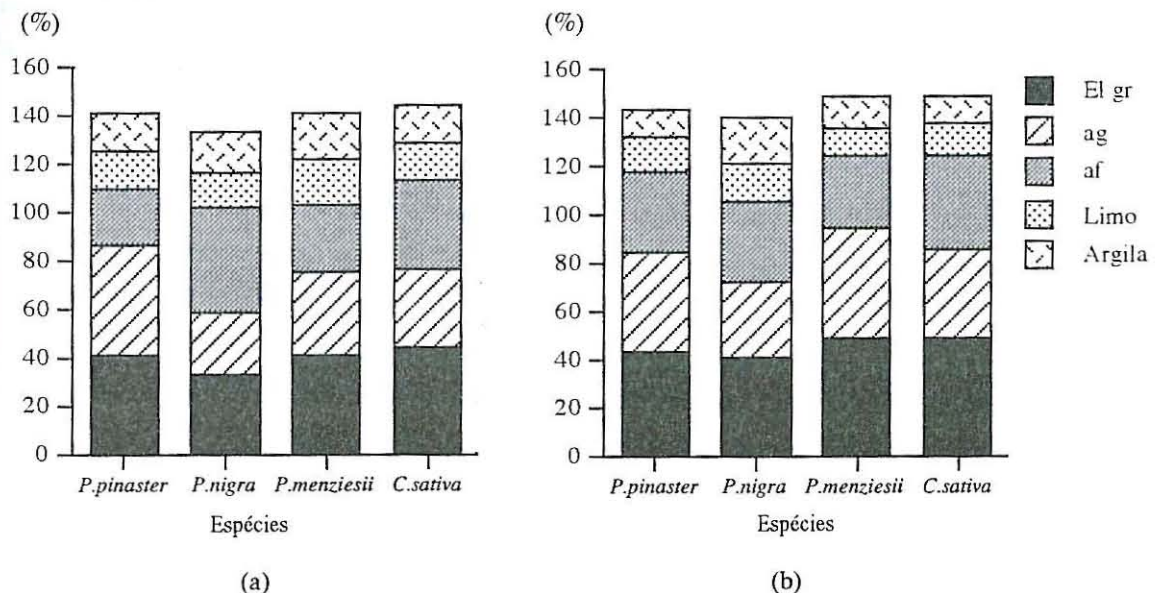 (%)
160
140
120
100
80
60
40
20
0
P.pinaster P.nigra P.menziesii C.sativa
Espécies
(a)
(%)
160
140
120
100
80
60
40
20
0
P.pinaster P.nigra P.menziesii C.sativa
Espécies
(b)
El gr
ag
af
Limo
Argila